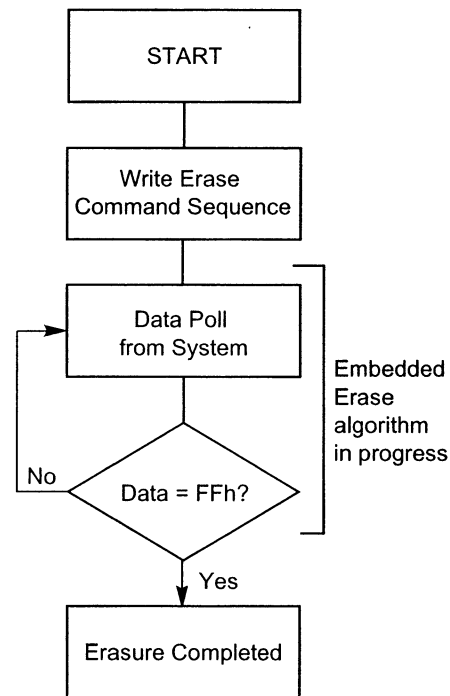 START
Write Erase
Command Sequence
Data Poll
from System
Embedded
Erase
algorithm
in progress
No
Data = FFh?
Yes
Erasure Completed